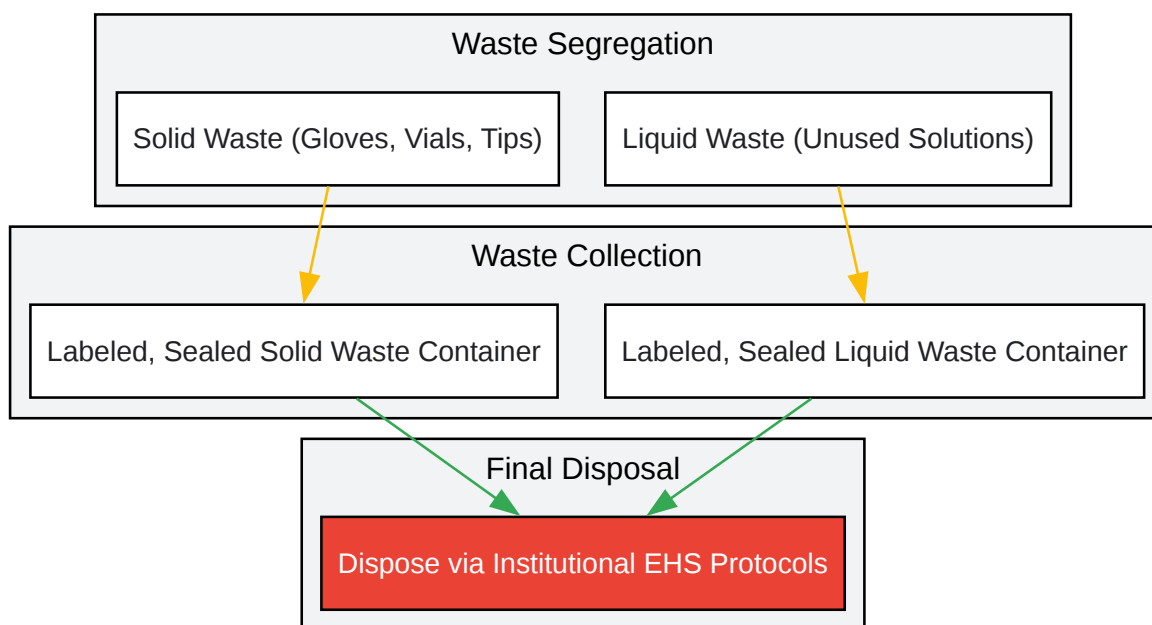 Waste Segregation
Solid Waste (Gloves, Vials, Tips)
Liquid Waste (Unused Solutions)
Waste Collection
Labeled, Sealed Solid Waste Container
Labeled, Sealed Liquid Waste Container
Final Disposal
Dispose via Institutional EHS Protocols